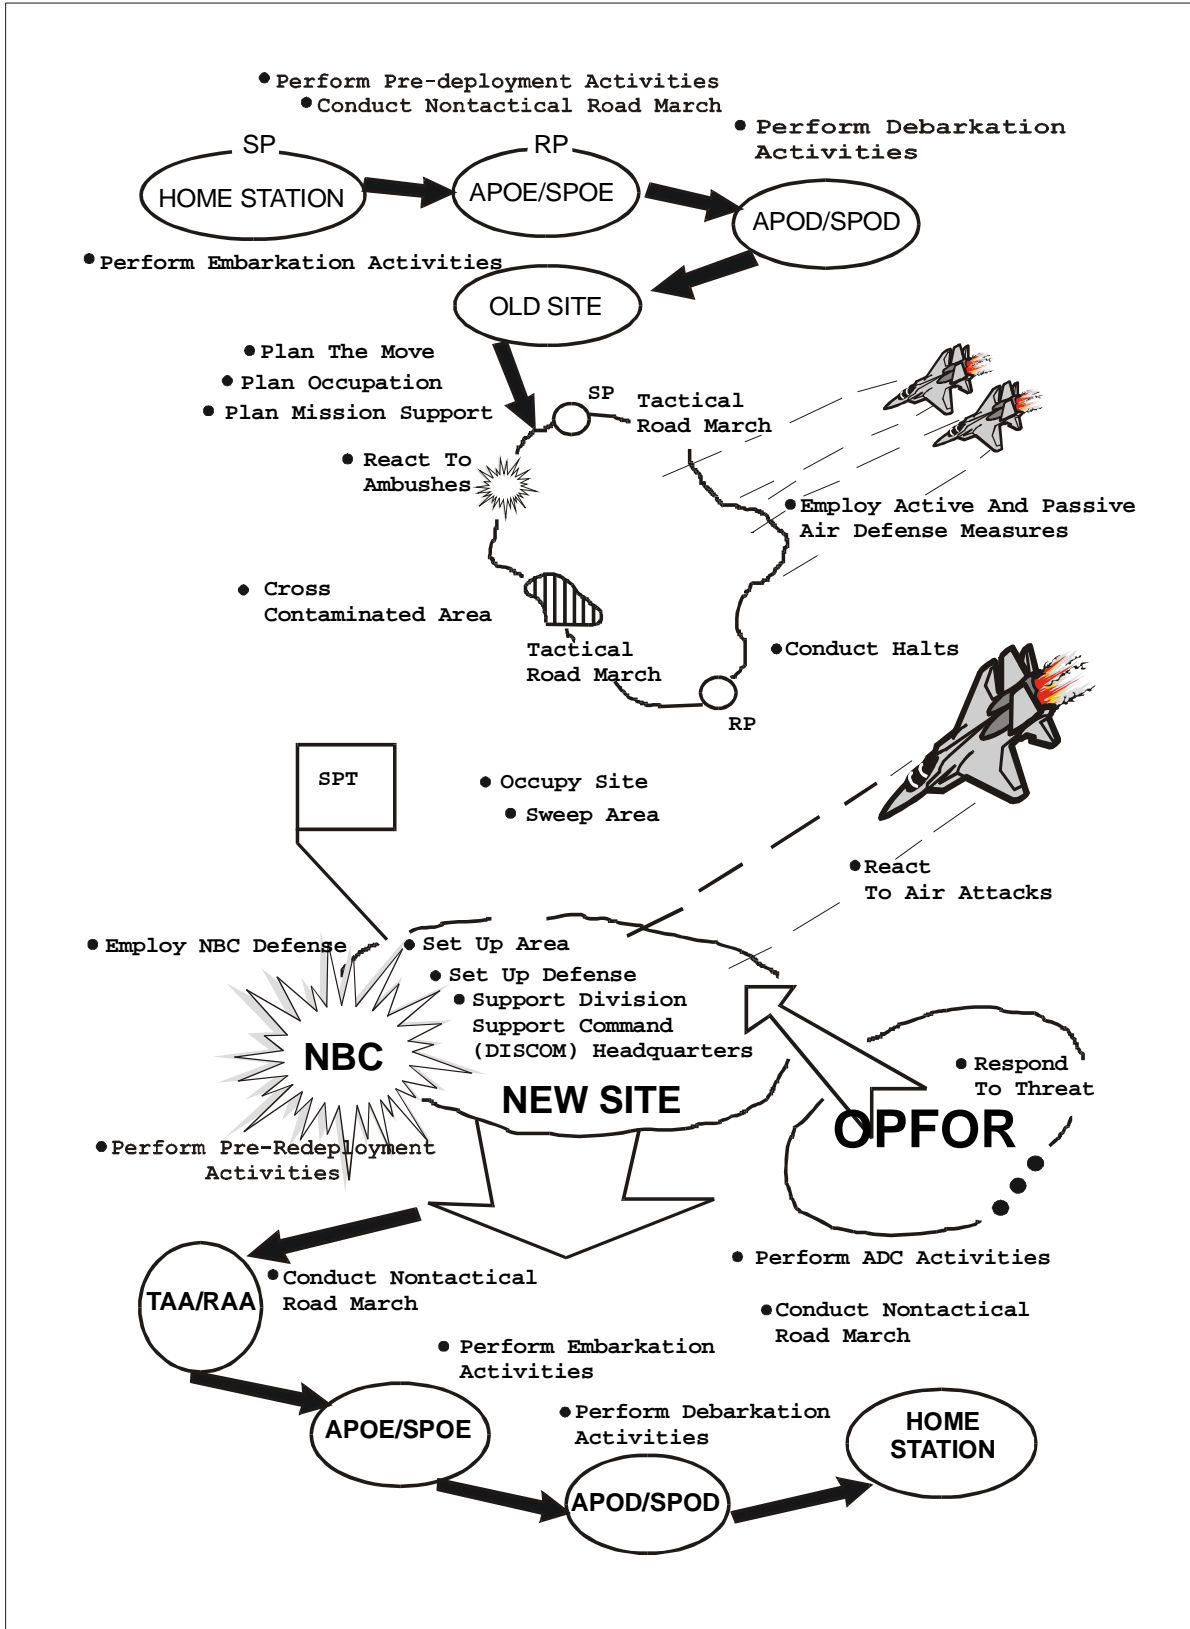 ● Perform Pre-deployment Activities
● Conduct Nontactical Road March
● Perform Debarkation
Activities
SP
RP
HOME STATION
APOE/SPOE
APOD/SPOD
● Perform Embarkation Activities
OLD SITE
● Plan The Move
● Plan Occupation
● Plan Mission Support
SP
Tactical
Road March
● React To
Ambushes
● Employ Active And Passive
Air Defense Measures
● Cross
Contaminated Area
Tactical
Road March
● Conduct Halts
RP
SPT
● Occupy Site
● Sweep Area
● React
To Air Attacks
● Employ NBC Defense
● Set Up Area
● Set Up Defense
● Support Division
Support Command
(DISCOM) Headquarters
NBC
NEW SITE
● Respond
To Threat
OPFOR
● Perform Pre-Redeployment
Activities
● Perform ADC Activities
TAA/RAA
● Conduct Nontactical
Road March
● Conduct Nontactical
Road March
● Perform Embarkation
Activities
APOE/SPOE
● Perform Debarkation
Activities
HOME
STATION
APOD/SPOD